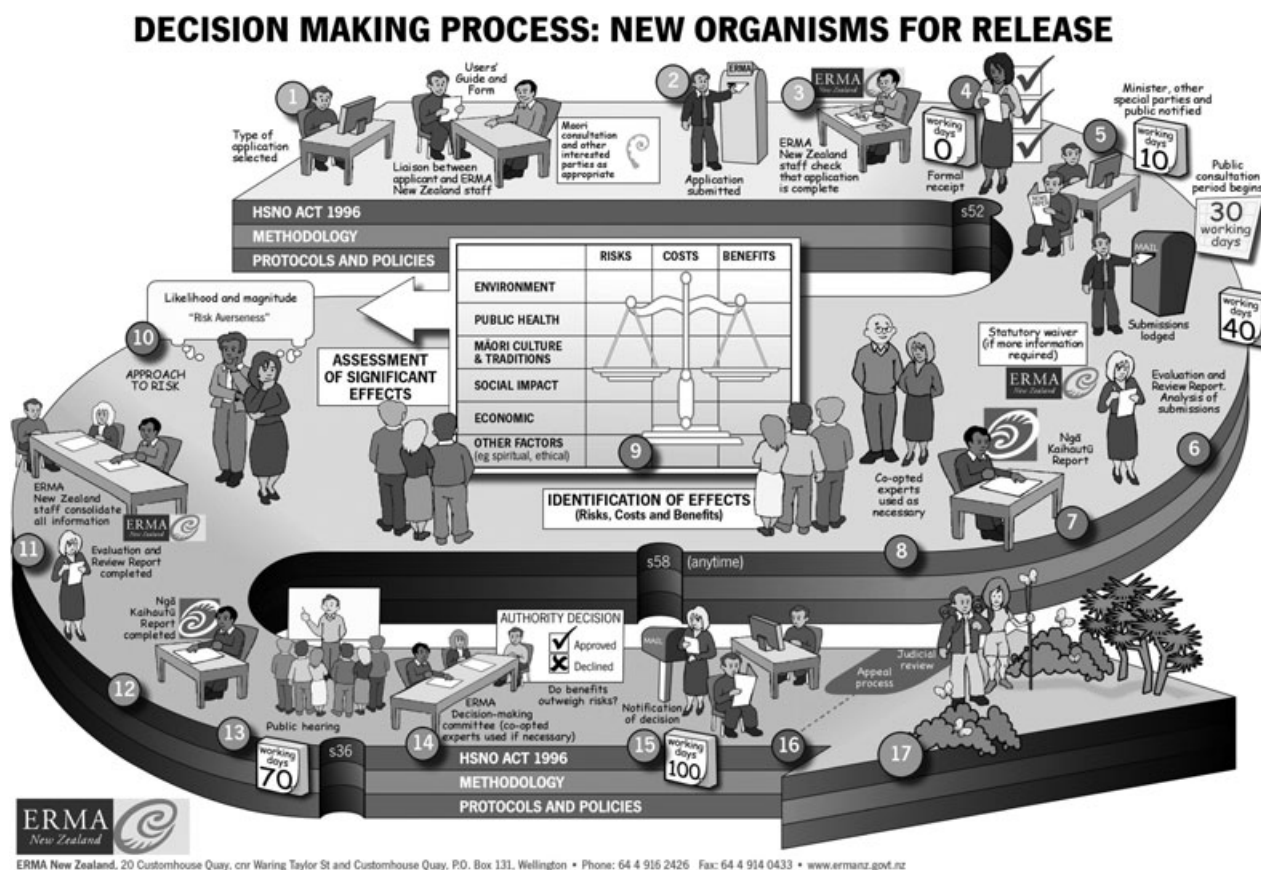 DECISION MAKING PROCESS: NEW ORGANISMS FOR RELEASE
1
Type of
application
selected
Users'
Guide and
Form
Liaison between
applicant and ERMA
New Zealand staff
Maori
consultation
and other
interested
parties as
appropriate
2
ERMA
Application
submitted
3
ERMA
New Zealand
ERMA
New Zealand
staff check
that application
is complete
4
working
days
0
Formal
receipt
Minister, other
special parties and
public notified
5
working
days
10
NEWS
PAPER
Public
consultation
period begins
30
working
days
MAIL
Submissions
lodged
working
days
40
HSNO ACT 1996
METHODOLOGY
PROTOCOLS AND POLICIES
s52
Statutory waiver
(if more information
required)
ERMA
New Zealand
Evaluation and
Review Report.
Analysis of
submissions
6
Ngā
Kaihautū
Report
7
Co-opted
experts
used as
necessary
8
RISKS
COSTS
BENEFITS
ENVIRONMENT
PUBLIC HEALTH
MĀORI CULTURE
& TRADITIONS
SOCIAL IMPACT
ECONOMIC
OTHER FACTORS
(eg spiritual, ethical)
9
IDENTIFICATION OF EFFECTS
(Risks, Costs and Benefits)
ASSESSMENT
OF SIGNIFICANT
EFFECTS
Likelihood and magnitude
"Risk Averseness"
10
APPROACH
TO RISK
ERMA
New Zealand
staff consolidate
all information
ERMA
New Zealand
11
Evaluation and
Review Report
completed
s58
(anytime)
Ngā
Kaihautū
Report
completed
12
13
Public hearing
working
days
70
s36
AUTHORITY DECISION
Approved
Declined
Do benefits
outweigh risks?
ERMA
Decision-making
committee (co-opted
experts used if necessary)
14
MAIL
Notification
of decision
15
working
days
100
16
Judicial
review
Appeal
process
17
HSNO ACT 1996
METHODOLOGY
PROTOCOLS AND POLICIES
ERMA
New Zealand
ERMA New Zealand, 20 Customhouse Quay, cnr Waring Taylor St and Customhouse Quay, P.O. Box 131, Wellington • Phone: 64 4 916 2426 Fax: 64 4 914 0433 • www.ermanz.govt.nz